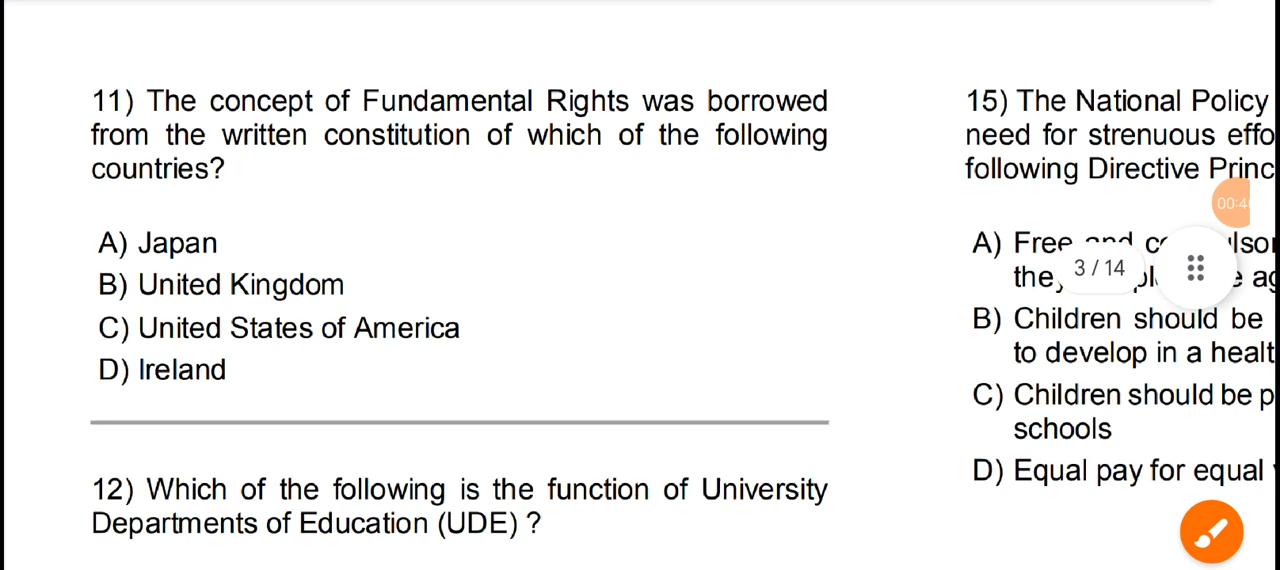 11) The concept of Fundamental Rights was borrowed
from the written constitution of which of the following
countries?
A) Japan
B) United Kingdom
C) United States of America
D) Ireland
12) Which of the following is the function of University
Departments of Education (UDE) ?
15) The National Policy
need for strenuous effo
following Directive Princ
00:4
A) Free and
3 / 14
B) Children should be
to develop in a healt
C) Children should be p
schools
D) Equal pay for equal